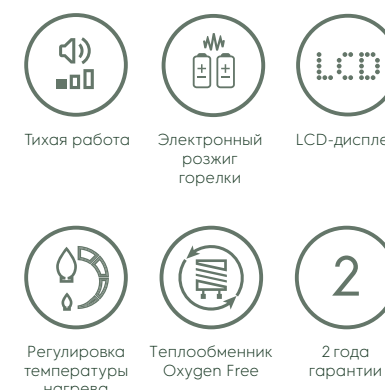 LCD
Тихая работа
Электронный
розжиг
горелки
LCD-диспле
2
Регулировка
температуры
нагрева
Теплообменник
Oxygen Free
2 года
гарантии